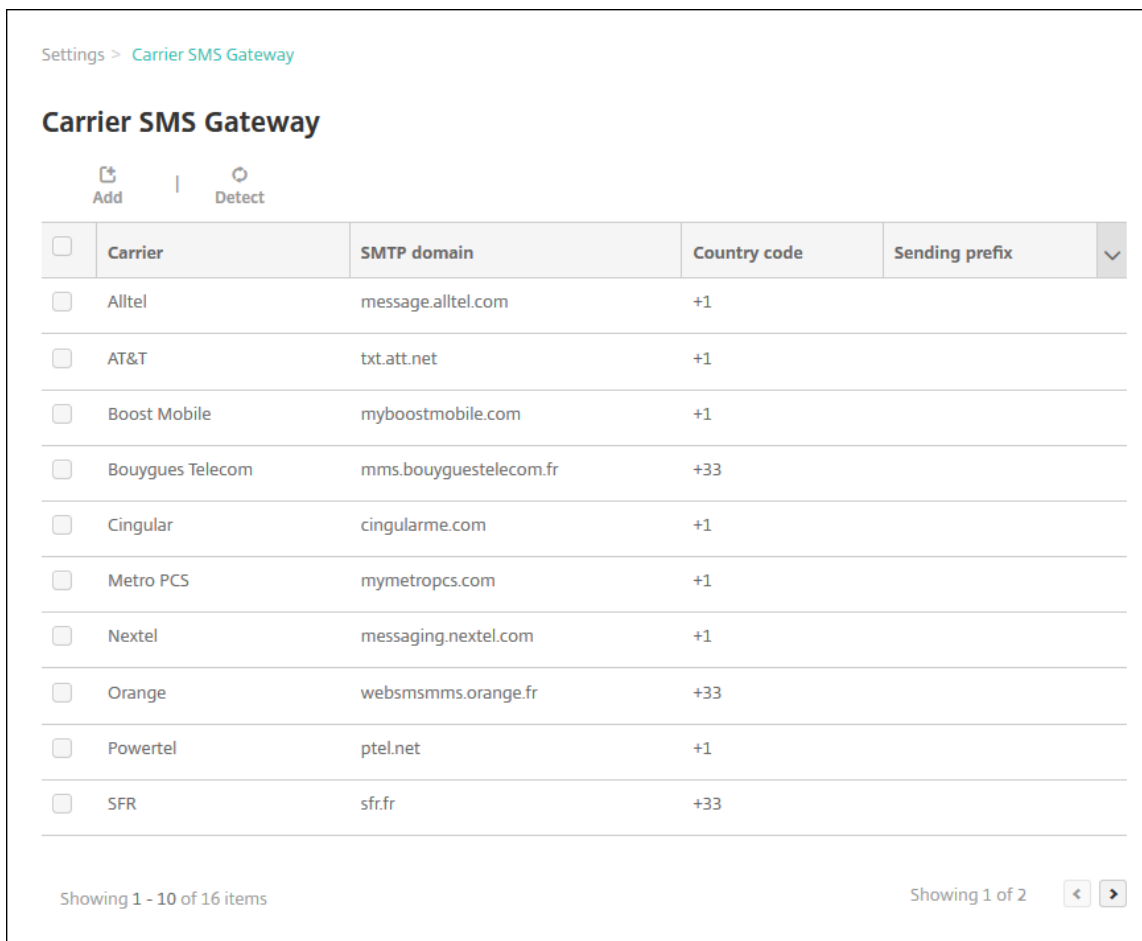 Settings > Carrier SMS Gateway
Carrier SMS Gateway
Add | Detect
Carrier SMTP domain Country code Sending prefix
Alltel message.alltel.com +1
AT&T txt.att.net +1
Boost Mobile myboostmobile.com +1
Bouygues Telecom mms.bouyguestelecom.fr +33
Cingular cingularme.com +1
Metro PCS mymetropcs.com +1
Nextel messaging.nextel.com +1
Orange websmsmms.orange.fr +33
Powertel ptel.net +1
SFR sfr.fr +33
Showing 1 - 10 of 16 items Showing 1 of 2 < >